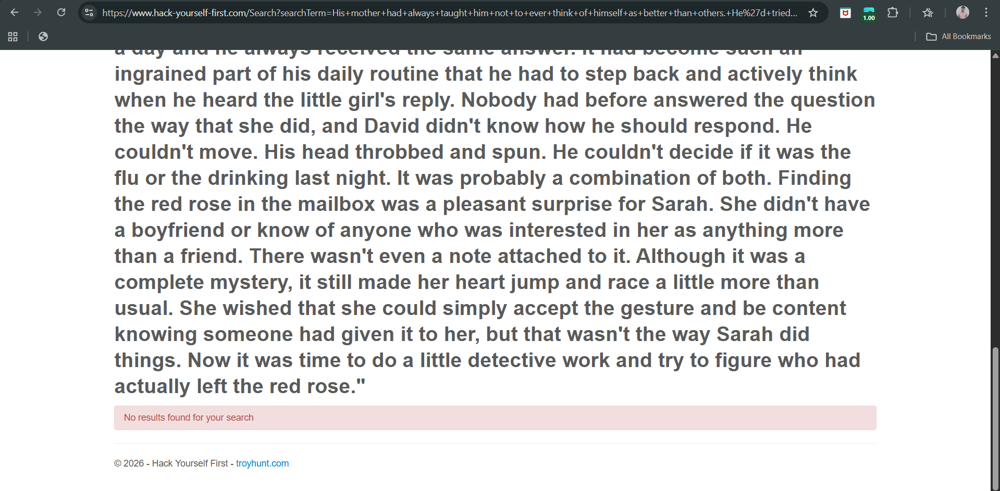 https://www.hack-yourself-first.com/Search?searchTerm=His+mother+had+always+taught+him+not+to+ever+think+of+himself+as+better+than+others.+He%27d+tried...
1.00
All Bookmarks
a day and he always received the same answer. It had become such an
ingrained part of his daily routine that he had to step back and actively think
when he heard the little girl's reply. Nobody had before answered the question
the way that she did, and David didn't know how he should respond. He
couldn't move. His head throbbed and spun. He couldn't decide if it was the
flu or the drinking last night. It was probably a combination of both. Finding
the red rose in the mailbox was a pleasant surprise for Sarah. She didn't have
a boyfriend or know of anyone who was interested in her as anything more
than a friend. There wasn't even a note attached to it. Although it was a
complete mystery, it still made her heart jump and race a little more than
usual. She wished that she could simply accept the gesture and be content
knowing someone had given it to her, but that wasn't the way Sarah did
things. Now it was time to do a little detective work and try to figure who had
actually left the red rose."
No results found for your search
© 2026 - Hack Yourself First - troyhunt.com